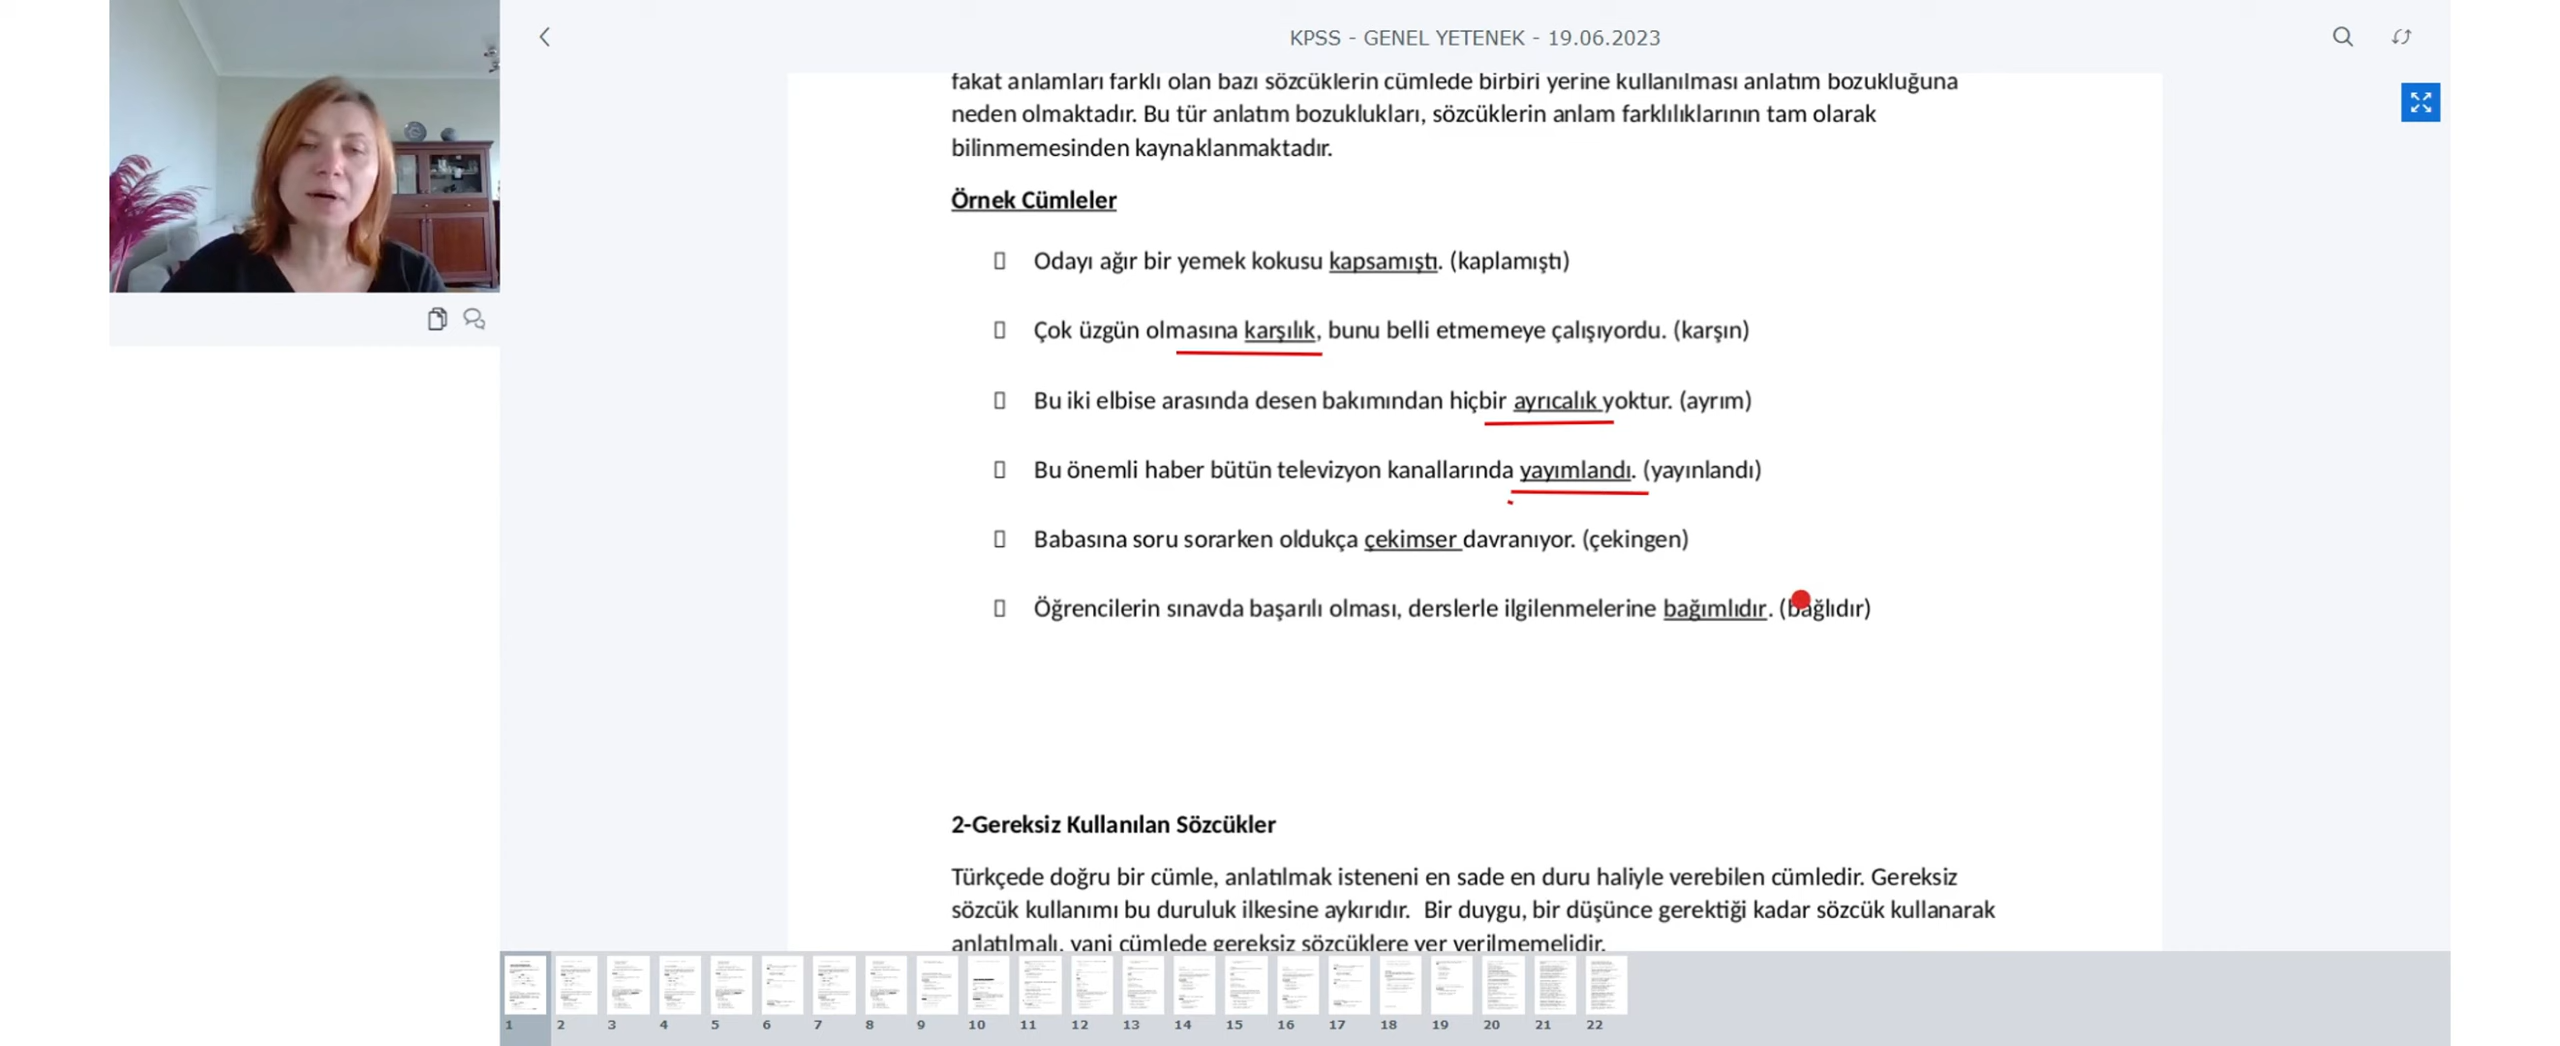 KPSS - GENEL YETENEK - 19.06.2023
fakat anlamları farklı olan bazı sözcüklerin cümlede birbiri yerine kullanılması anlatım bozukluğuna
neden olmaktadır. Bu tür anlatım bozuklukları, sözcüklerin anlam farklılıklarının tam olarak
bilinmemesinden kaynaklanmaktadır.
Örnek Cümleler
Odayı ağır bir yemek kokusu kapsamıştı. (kaplamıştı)
Çok üzgün olmasına karşılık, bunu belli etmemeye çalışıyordu. (karşın)
Bu iki elbise arasında desen bakımından hiçbir ayrıcalık yoktur. (ayrım)
Bu önemli haber bütün televizyon kanallarında yayımlandı. (yayınlandı)
Babasına soru sorarken oldukça çekimser davranıyor. (çekingen)
Öğrencilerin sınavda başarılı olması, derslerle ilgilenmelerine bağımlıdır. (bağlıdır)
2-Gereksiz Kullanılan Sözcükler
Türkçede doğru bir cümle, anlatılmak isteneni en sade en duru haliyle verebilen cümledir. Gereksiz
sözcük kullanımı bu duruluk ilkesine aykırıdır. Bir duygu, bir düşünce gerektiği kadar sözcük kullanarak
anlatılmalı, yani cümlede gereksiz sözcüklere yer verilmemelidir.
1 2 3 4 5 6 7 8 9 10 11 12 13 14 15 16 17 18 19 20 21 22